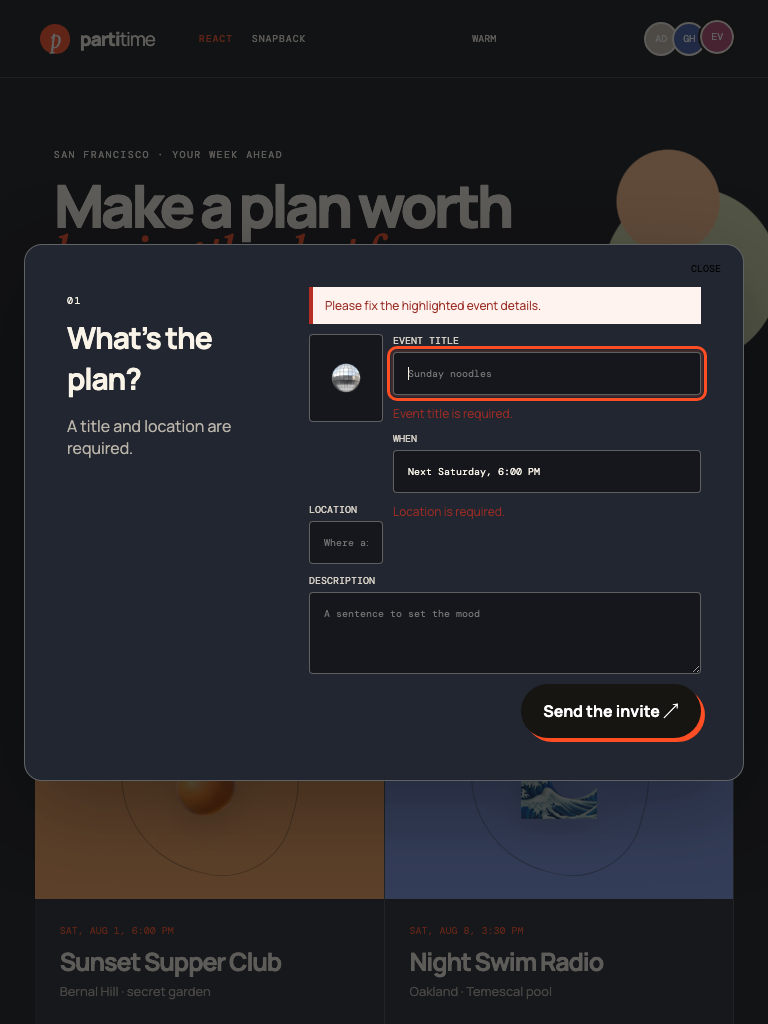 partitime
REACT
SNAPBACK
WARM
AO
GH
EV
SAN FRANCISCO · YOUR WEEK AHEAD
Make a plan worth
CLOSE
01
What's the
plan?
A title and location are
required.
Please fix the highlighted event details.
EVENT TITLE
Sunday noodles
Event title is required.
WHEN
Next Saturday, 6:00 PM
LOCATION
Location is required.
Where a
DESCRIPTION
A sentence to set the mood
Send the invite ↗
SAT, AUG 1, 6:00 PM
Sunset Supper Club
Bernal Hill · secret garden
SAT, AUG 8, 3:30 PM
Night Swim Radio
Oakland · Temescal pool